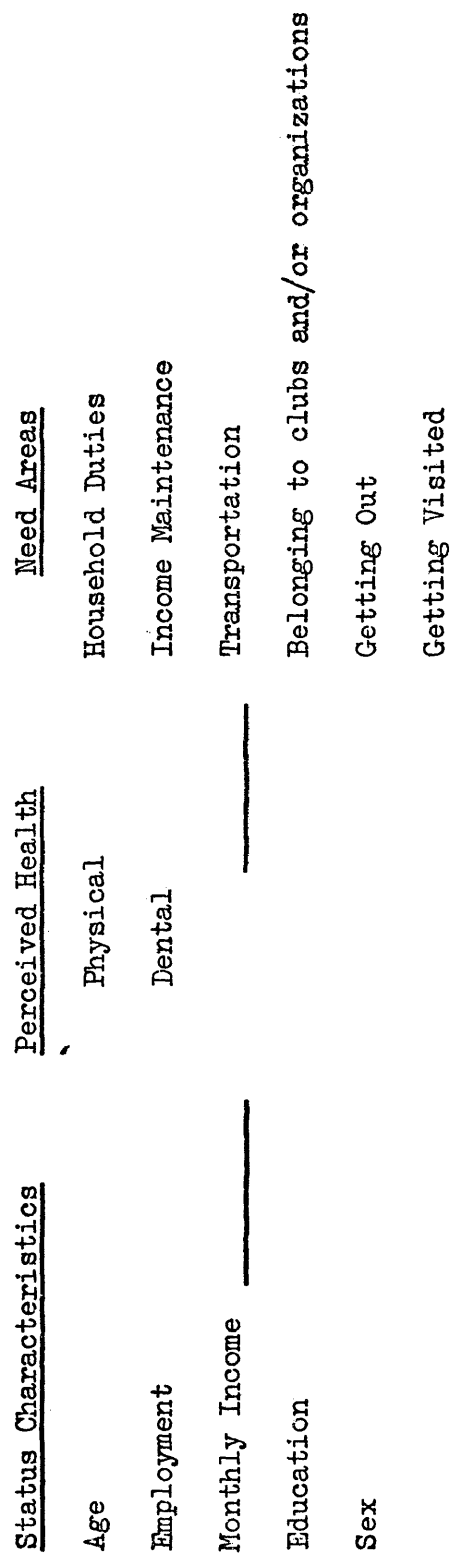 Status Characteristics Perceived Health Need Areas
Age Physical Household Duties
Employment Dental Income Maintenance
Monthly Income Transportation
Education Belonging to clubs and/or organizations
Sex Getting Out
Getting Visited